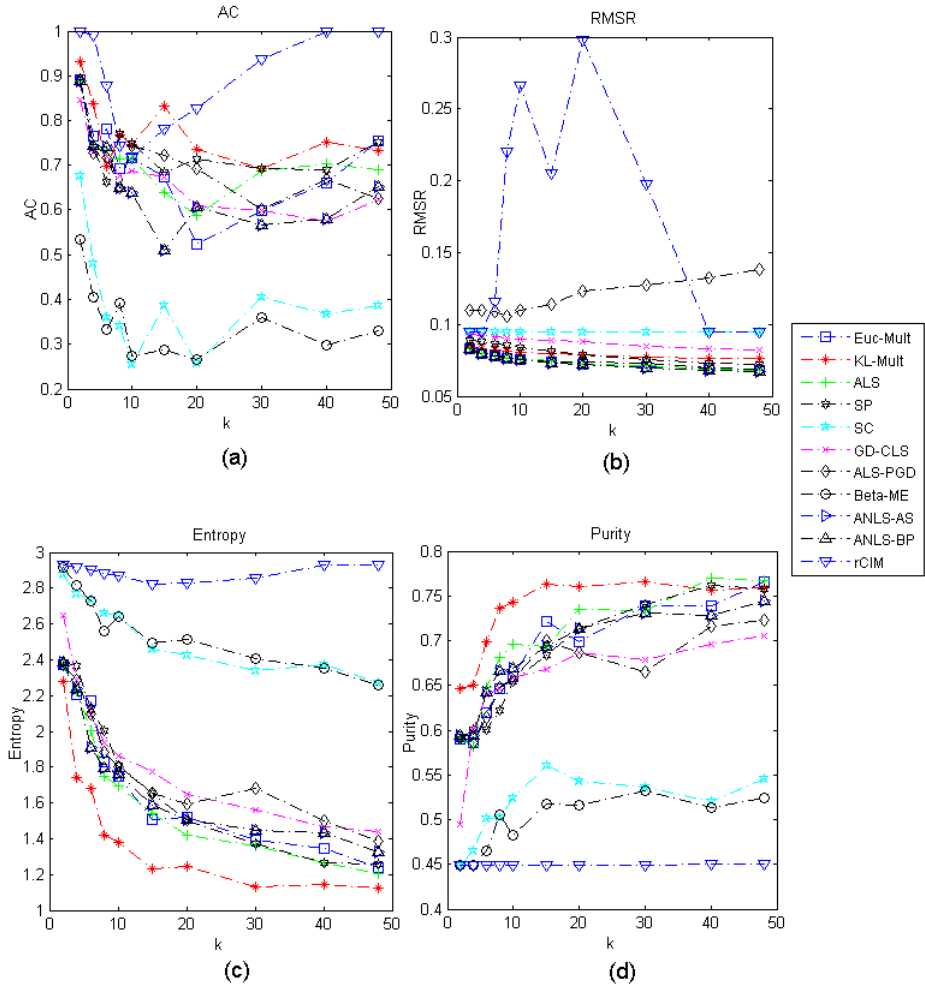 AC
1
0.9
0.8
0.7
0.6
0.5
0.4
0.3
0.2
AC
0 10 20 30 40 50
k
(a)
RMSR
0.3
0.25
0.2
0.15
0.1
0.05
RMSR
0 10 20 30 40 50
k
(b)
Euc-Mult
KL-Mult
ALS
SP
SC
GD-CLS
ALS-PGD
Beta-ME
ANLS-AS
ANLS-BP
rCIM
Entropy
3
2.8
2.6
2.4
2.2
2
1.8
1.6
1.4
1.2
1
Entropy
0 10 20 30 40 50
k
(c)
Purity
0.8
0.75
0.7
0.65
0.6
0.55
0.5
0.45
0.4
Purity
0 10 20 30 40 50
k
(d)